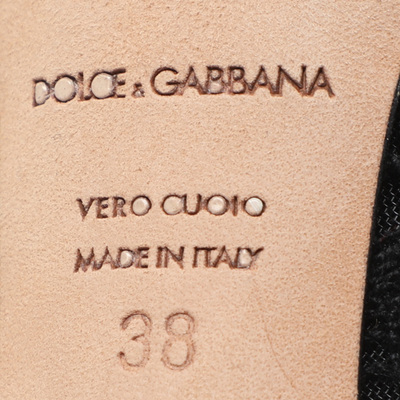 DOLCE & GABBANA
VERO CUOIO
MADE IN ITALY
38